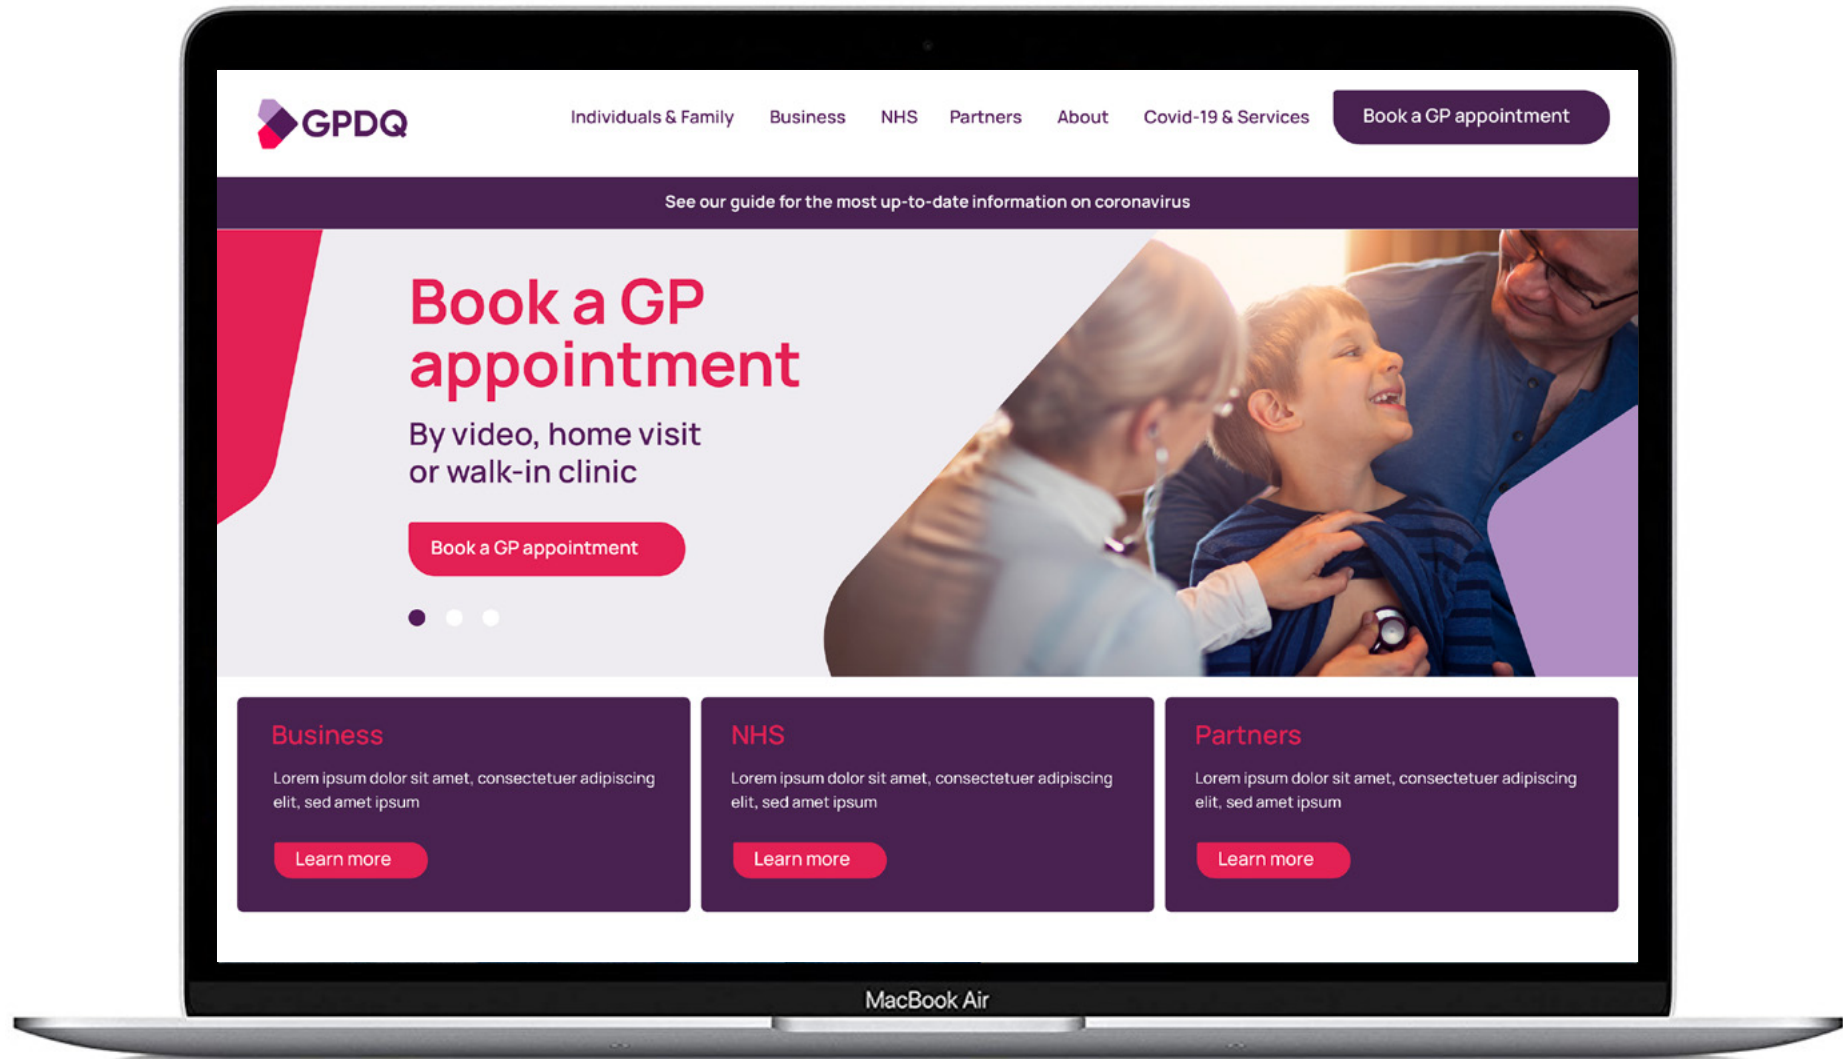 GPDQ
Individuals & Family
Business
NHS
Partners
About
Covid-19 & Services
Book a GP appointment
See our guide for the most up-to-date information on coronavirus
Book a GP
appointment
By video, home visit
or walk-in clinic
Book a GP appointment
Business
Lorem ipsum dolor sit amet, consectetuer adipiscing
elit, sed amet ipsum
Learn more
NHS
Lorem ipsum dolor sit amet, consectetuer adipiscing
elit, sed amet ipsum
Learn more
Partners
Lorem ipsum dolor sit amet, consectetuer adipiscing
elit, sed amet ipsum
Learn more
MacBook Air